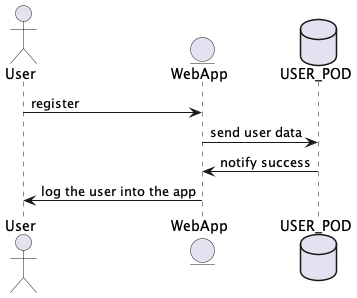 User WebApp USER_POD
register
send user data
notify success
log the user into the app
User WebApp USER_POD